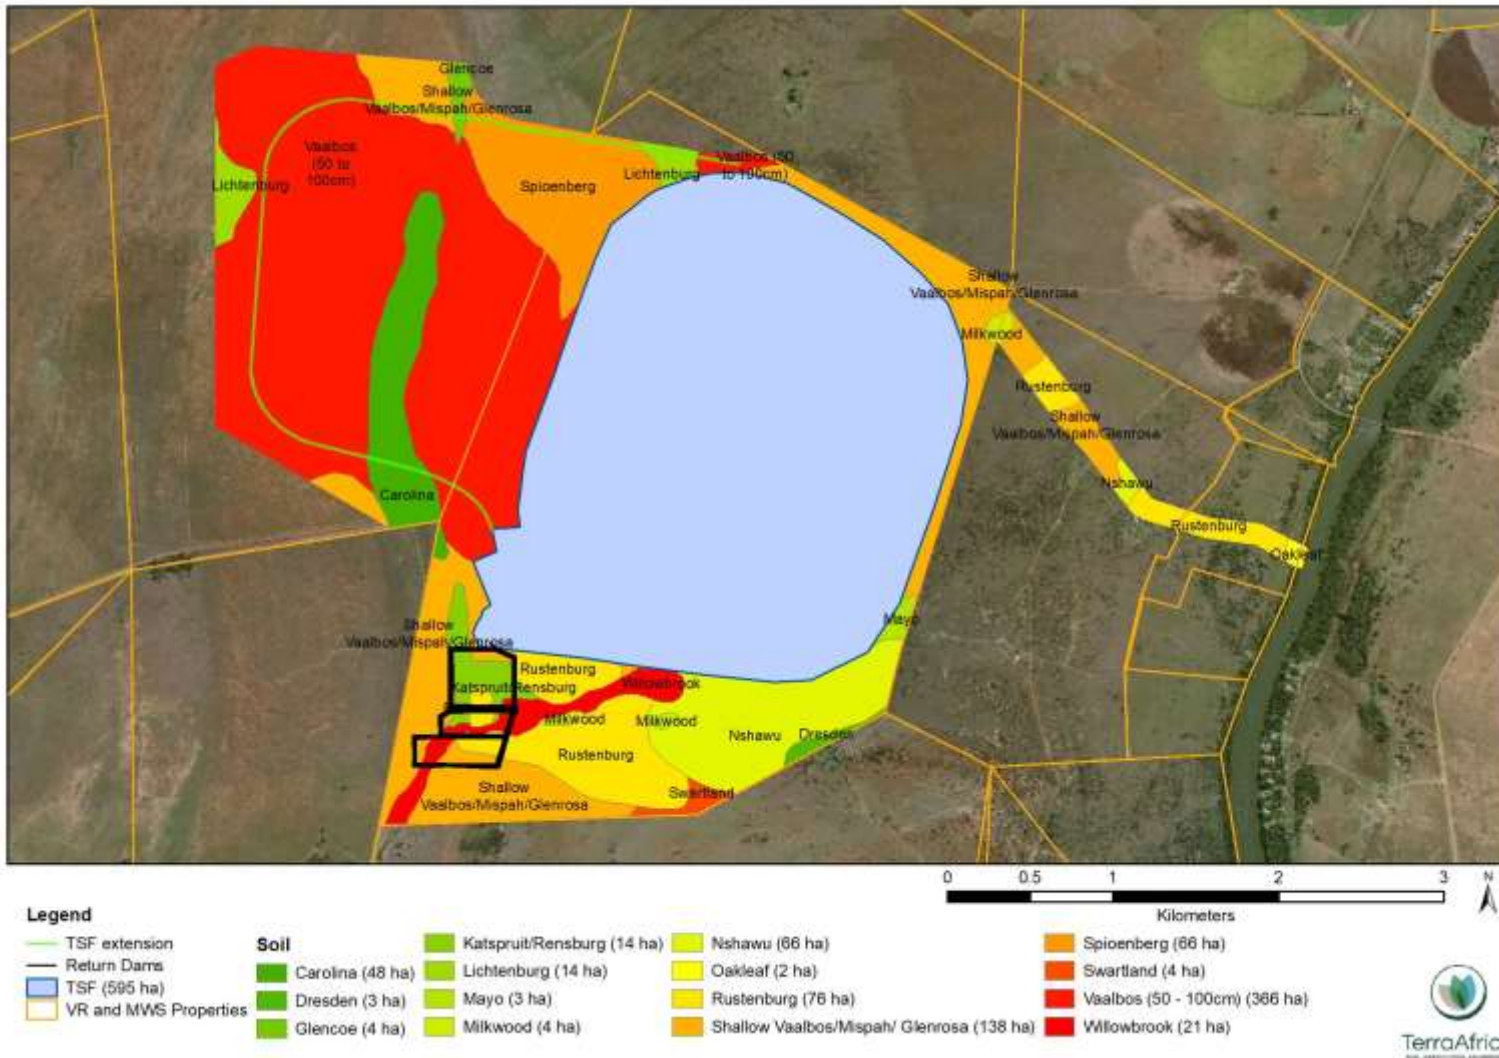 Glencoe
Shallow
Vaalbos/Mispah/Glenrosa
Vaalbos
(50 to
100cm)
Lichtenburg
Spioenberg
Lichtenburg
Vaalbos (50
to 100cm)
Shallow
Vaalbos/Mispah/Glenrosa
Milkwood
Rustenburg
Shallow
Vaalbos/Mispah/Glenrosa
Nshawu
Rustenburg
Oakleaf
Carolina
Mayo
Shallow
Vaalbos/Mispah/Glenrosa
Rustenburg
Katspruit/Rensburg
Willowbrook
Milkwood
Milkwood
Nshawu
Dresden
Rustenburg
Shallow
Vaalbos/Mispah/Glenrosa
Swartland
0 0.5 1 2 3
Kilometers
N
Legend
TSF extension
Return Dams
TSF (595 ha)
VR and MWS Properties
Soil
Carolina (48 ha)
Dresden (3 ha)
Glencoe (4 ha)
Katspruit/Rensburg (14 ha)
Lichtenburg (14 ha)
Mayo (3 ha)
Milkwood (4 ha)
Nshawu (66 ha)
Oakleaf (2 ha)
Rustenburg (76 ha)
Shallow Vaalbos/Mispah/ Glenrosa (138 ha)
Spioenberg (66 ha)
Swartland (4 ha)
Vaalbos (50 - 100cm) (366 ha)
Willowbrook (21 ha)
TerraAfric